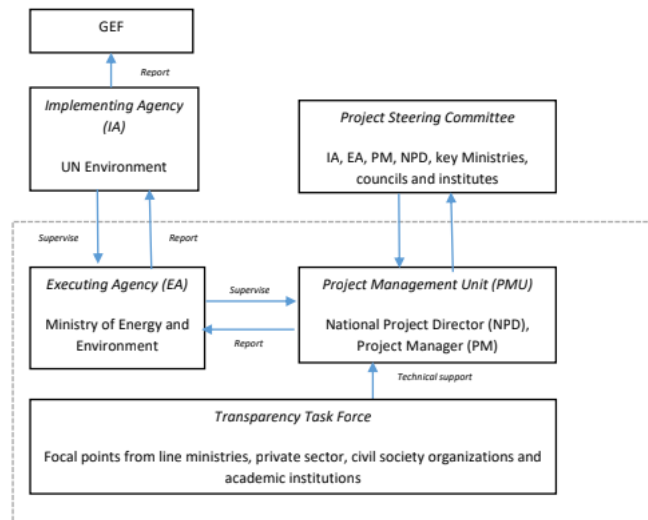 GEF
Report
Implementing Agency
(IA)
UN Environment
Project Steering Committee
IA, EA, PM, NPD, key Ministries,
councils and institutes
Supervise
Report
Executing Agency (EA)
Ministry of Energy and
Environment
Supervise
Report
Project Management Unit (PMU)
National Project Director (NPD),
Project Manager (PM)
Technical support
Transparency Task Force
Focal points from line ministries, private sector, civil society organizations and
academic institutions